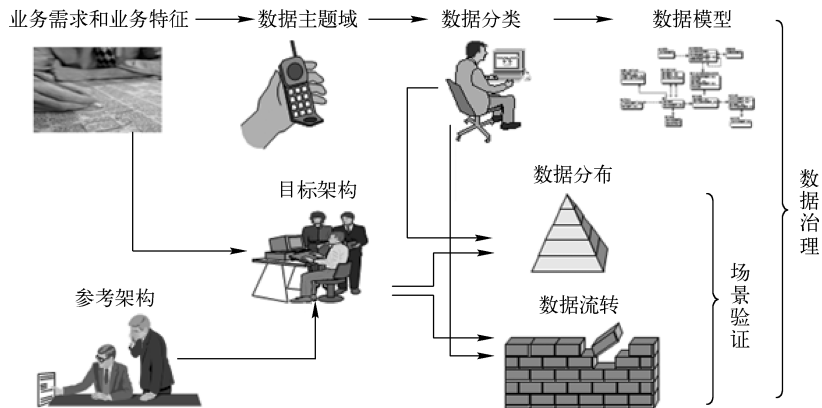 业务需求和业务特征
数据主题域
数据分类
数据模型
目标架构
数据分布
参考架构
数据流转
场景验证
数据治理